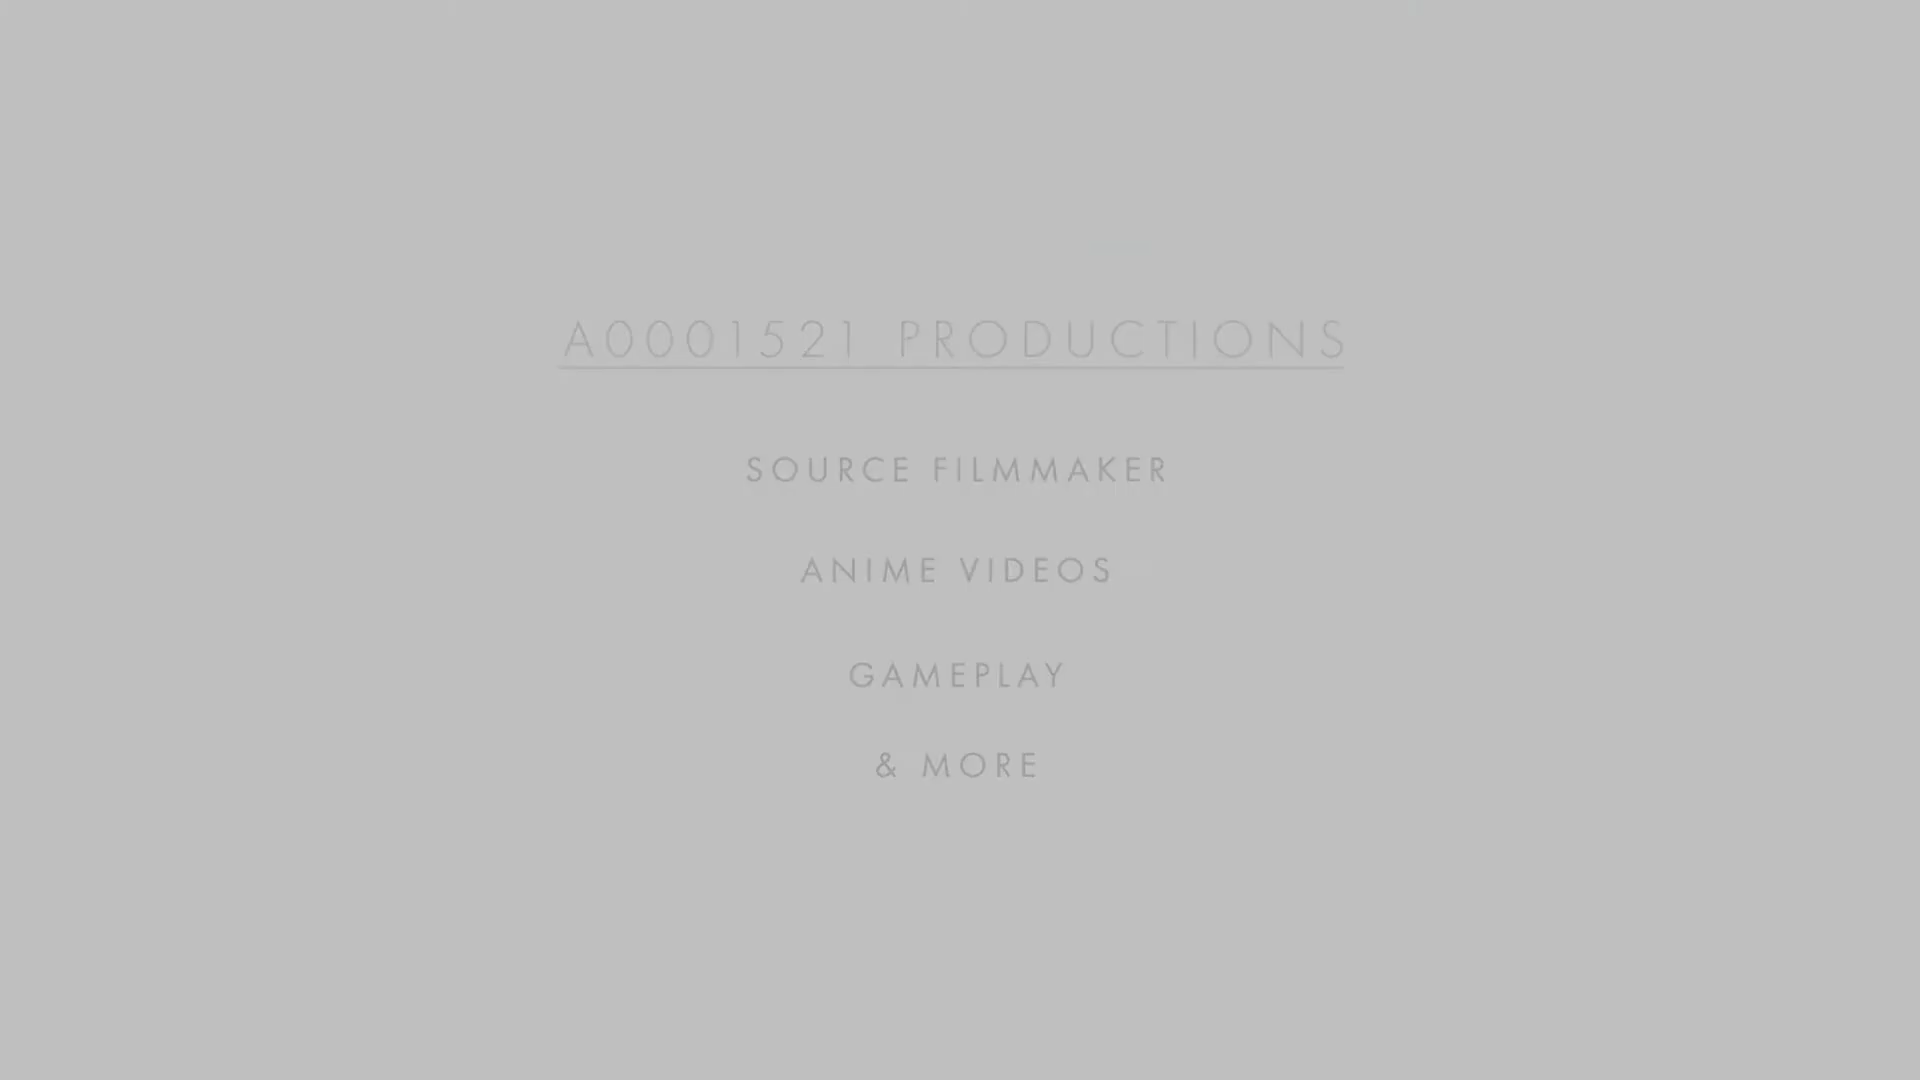 A0001521 PRODUCTIONS
SOURCE FILMMAKER
ANIME VIDEOS
GAMEPLAY
& MORE